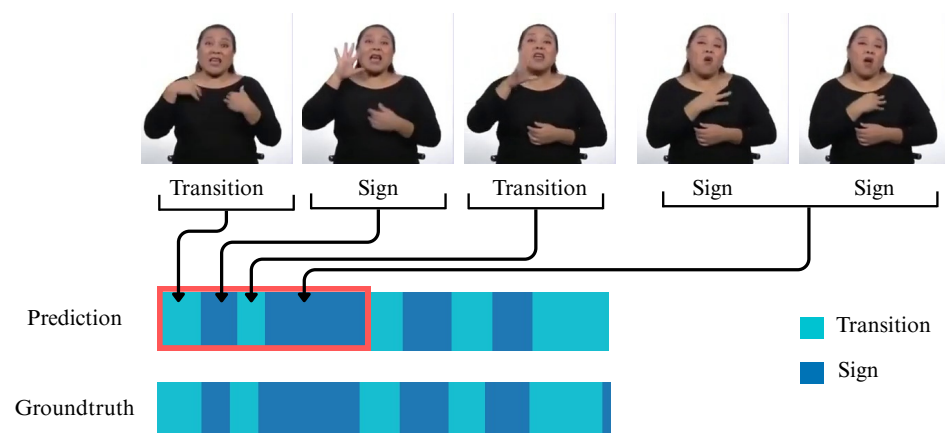 Transition
Sign
Transition
Sign
Sign
Prediction
Transition
Sign
Groundtruth